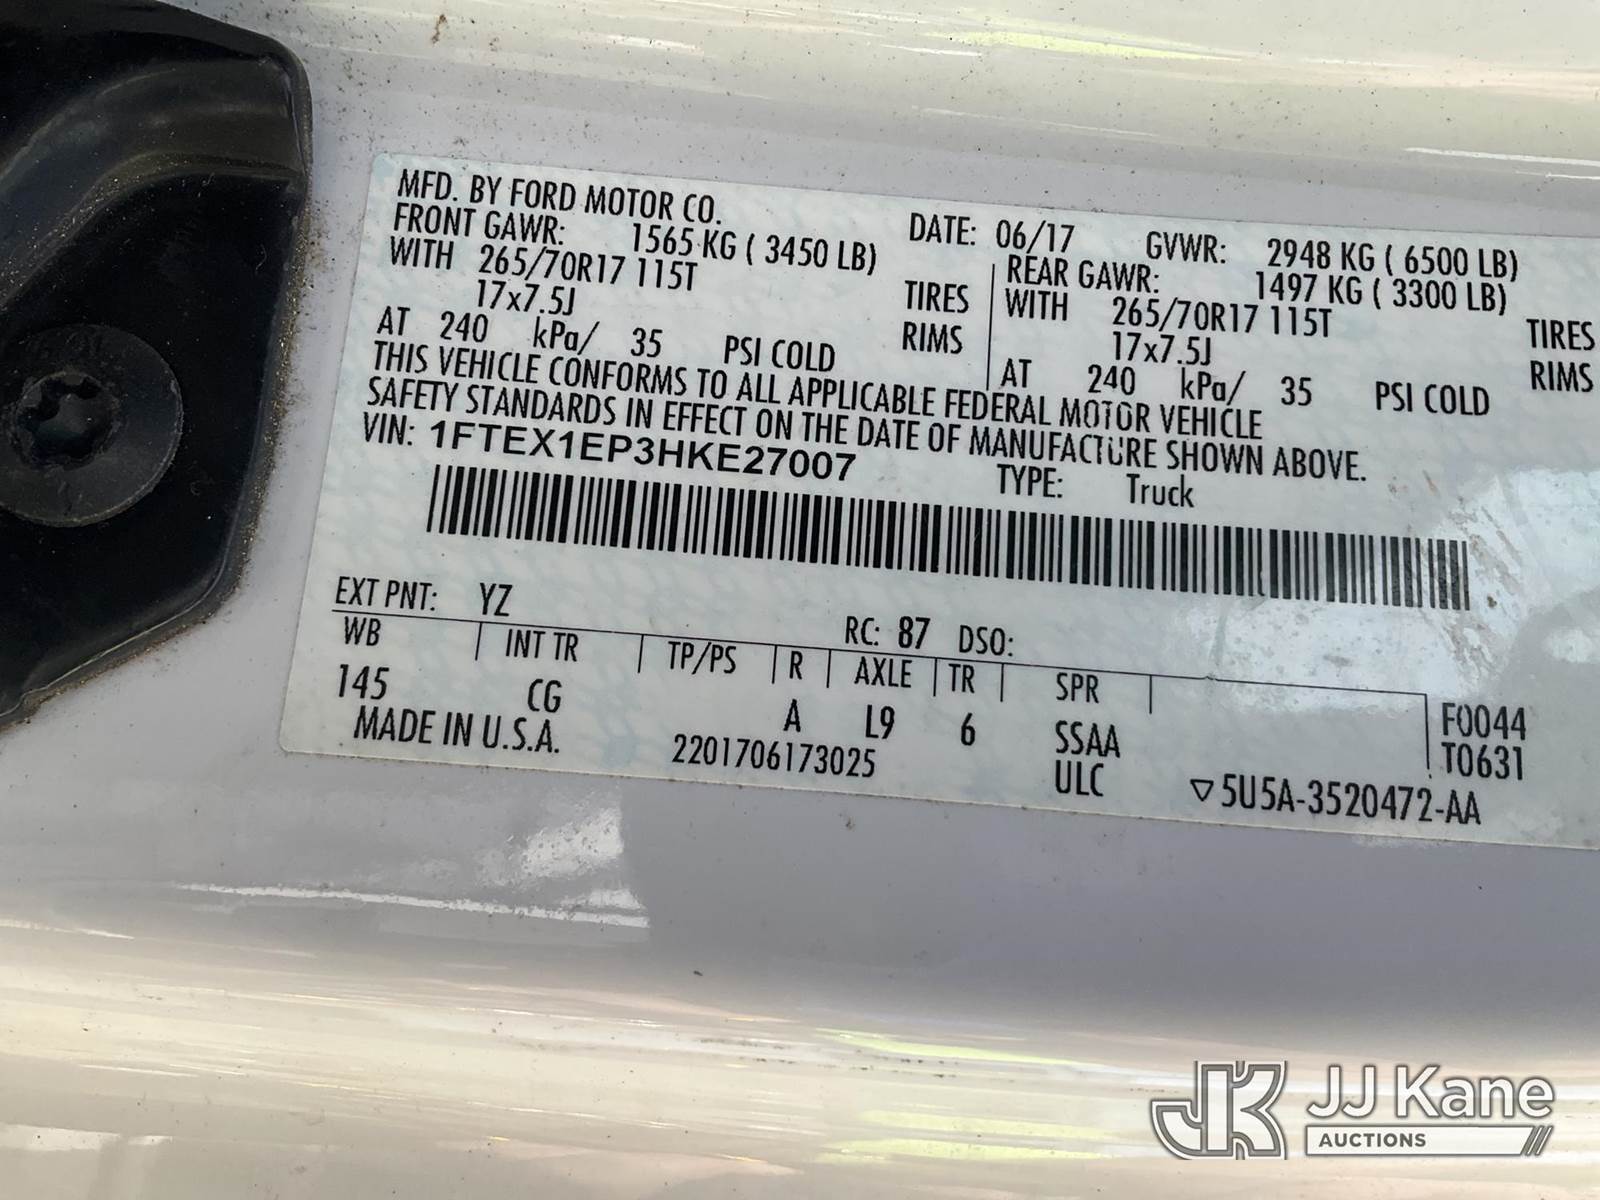 MFD. BY FORD MOTOR CO. DATE: 06/17 GVWR: 2948 KG ( 6500 LB)
FRONT GAWR: 1565 KG ( 3450 LB) REAR GAWR: 1497 KG ( 3300 LB)
WITH 265/70R17 115T TIRES WITH 265/70R17 115T TIRES
17x7.5J RIMS 17x7.5J RIMS
AT 240 kPa/ 35 PSI COLD AT 240 kPa/ 35 PSI COLD
THIS VEHICLE CONFORMS TO ALL APPLICABLE FEDERAL MOTOR VEHICLE
SAFETY STANDARDS IN EFFECT ON THE DATE OF MANUFACTURE SHOWN ABOVE.
VIN: 1FTEX1EP3HKE27007 TYPE: Truck
EXT PNT: YZ RC: 87 DSO:
WB INT TR TP/PS R AXLE TR SPR
145 CG A L9 6 SSAA F0044
MADE IN U.S.A. 2201706173025 ULC T0631
▽5U5A-3520472-AA
JK JJ Kane
AUCTIONS